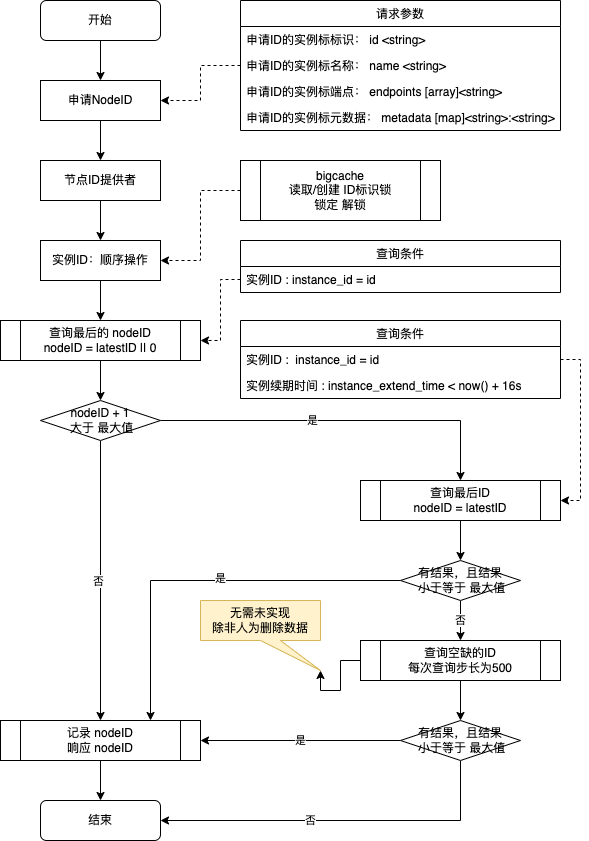 开始
请求参数
申请ID的实例标标识： id <string>
申请ID的实例标名称： name <string>
申请ID的实例标端点： endpoints [array]<string>
申请ID的实例标元数据： metadata [map]<string>:<string>
申请NodeID
节点ID提供者
bigcache
读取/创建 ID标识锁
锁定 解锁
实例ID：顺序操作
查询条件
实例ID : instance_id = id
查询最后的 nodeID
nodeID = latestID || 0
查询条件
实例ID ： instance_id = id
实例续期时间 : instance_extend_time < now() + 16s
nodeID + 1
大于 最大值
是
查询最后ID
nodeID = latestID
有结果，且结果
小于等于 最大值
是
否
否
无需未实现
除非人为删除数据
查询空缺的ID
每次查询步长为500
记录 nodeID
响应 nodeID
是
有结果，且结果
小于等于 最大值
结束
否